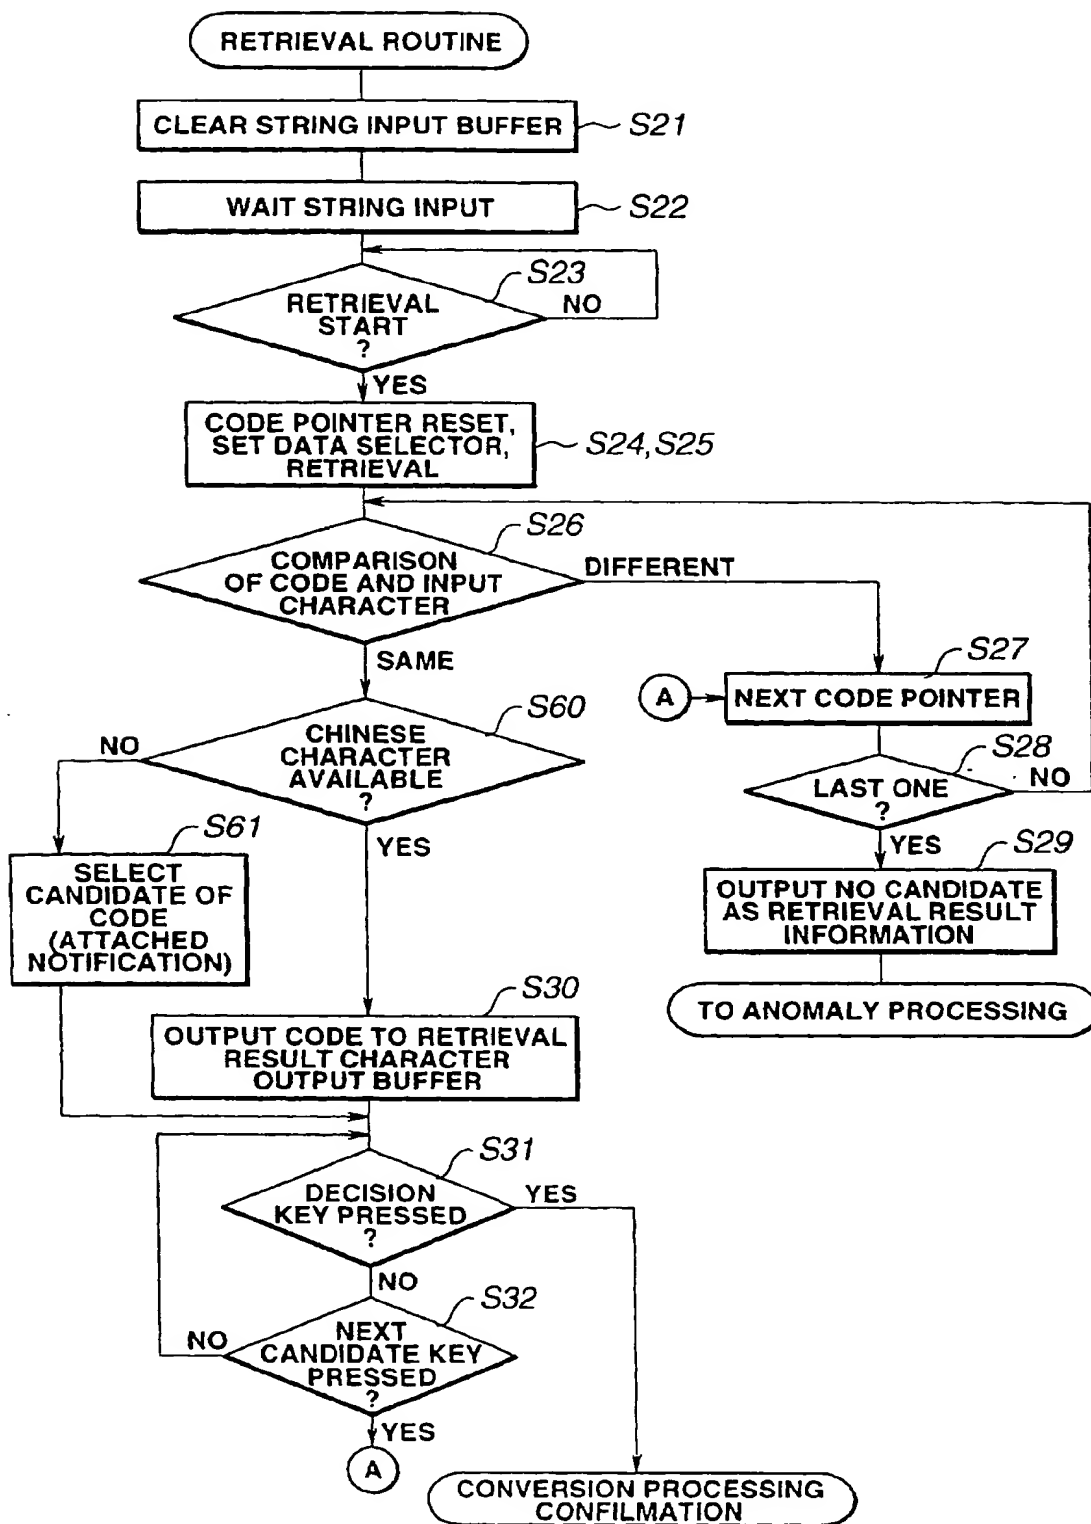 RETRIEVAL ROUTINE
CLEAR STRING INPUT BUFFER
S21
WAIT STRING INPUT
S22
S23
RETRIEVAL
START
?
NO
YES
CODE POINTER RESET,
SET DATA SELECTOR,
RETRIEVAL
S24,S25
S26
COMPARISON
OF CODE AND INPUT
CHARACTER
DIFFERENT
SAME
S27
A
NEXT CODE POINTER
S60
NO
CHINESE
CHARACTER
AVAILABLE
?
YES
S28
LAST ONE
?
NO
YES
S61
SELECT
CANDIDATE OF
CODE
(ATTACHED
NOTIFICATION)
S29
OUTPUT NO CANDIDATE
AS RETRIEVAL RESULT
INFORMATION
TO ANOMALY PROCESSING
S30
OUTPUT CODE TO RETRIEVAL
RESULT CHARACTER
OUTPUT BUFFER
S31
DECISION
KEY PRESSED
?
YES
NO
S32
NO
NEXT
CANDIDATE KEY
PRESSED
?
YES
A
CONVERSION PROCESSING
CONFILMATION